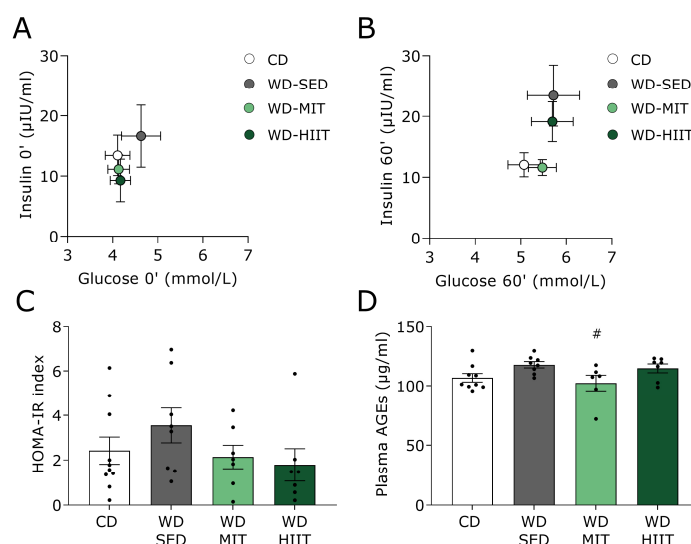 A
B
30
20
10
0
Insulin 0' (µIU/ml)
3 4 5 6 7
Glucose 0' (mmol/L)
CD
WD-SED
WD-MIT
WD-HIIT
30
20
10
0
Insulin 60' (µIU/ml)
3 4 5 6 7
Glucose 60' (mmol/L)
CD
WD-SED
WD-MIT
WD-HIIT
C
D
8
6
4
2
0
HOMA-IR index
CD WD WD WD
SED MIT HIIT
150
100
50
0
Plasma AGEs (µg/ml)
#
CD WD WD WD
SED MIT HIIT